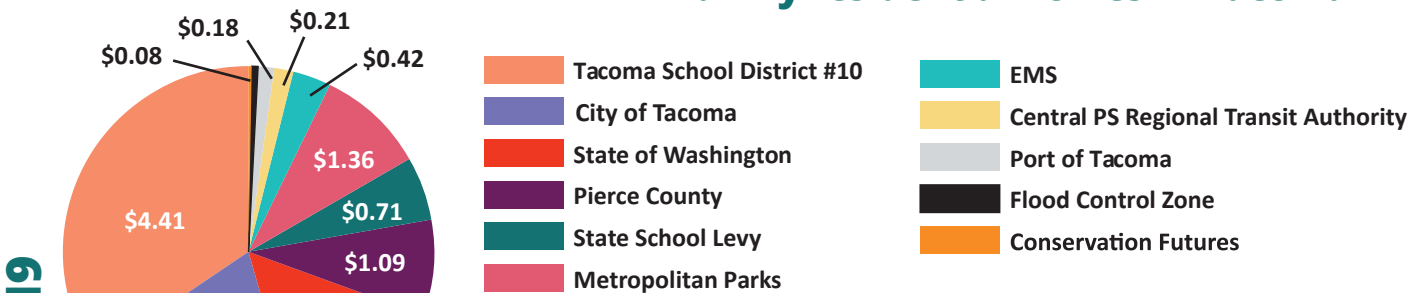 $0.18
$0.21
$0.08
$0.42
$1.36
$4.41
$0.71
$1.09
Tacoma School District #10
City of Tacoma
State of Washington
Pierce County
State School Levy
Metropolitan Parks
EMS
Central PS Regional Transit Authority
Port of Tacoma
Flood Control Zone
Conservation Futures